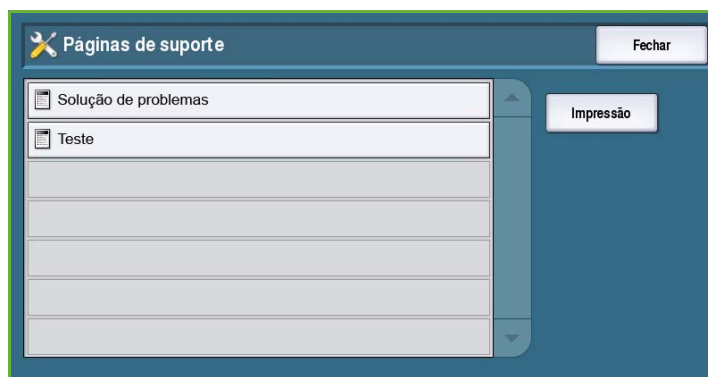 Páginas de suporte
Fechar
Solução de problemas
Impressão
Teste